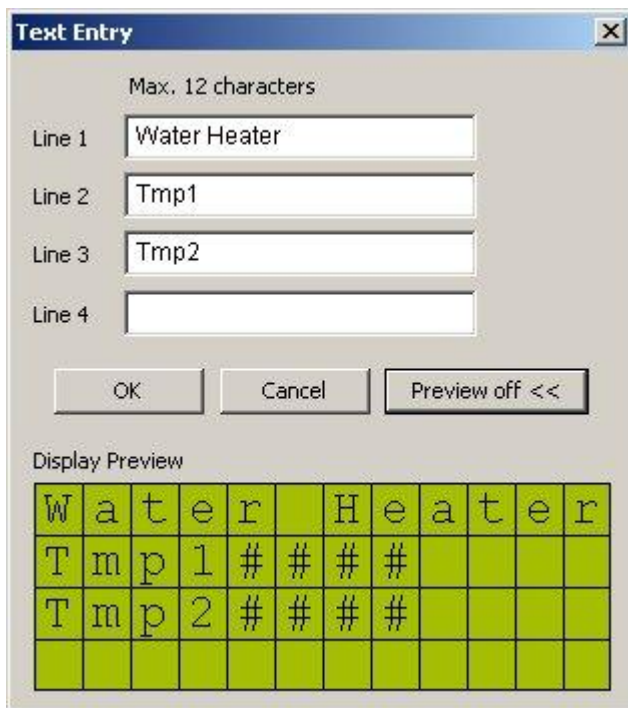 Text Entry
Max. 12 characters
Line 1 Water Heater
Line 2 Tmp1
Line 3 Tmp2
Line 4
OK Cancel Preview off <<
Display Preview
Water Heater
Tmp1####
Tmp2####